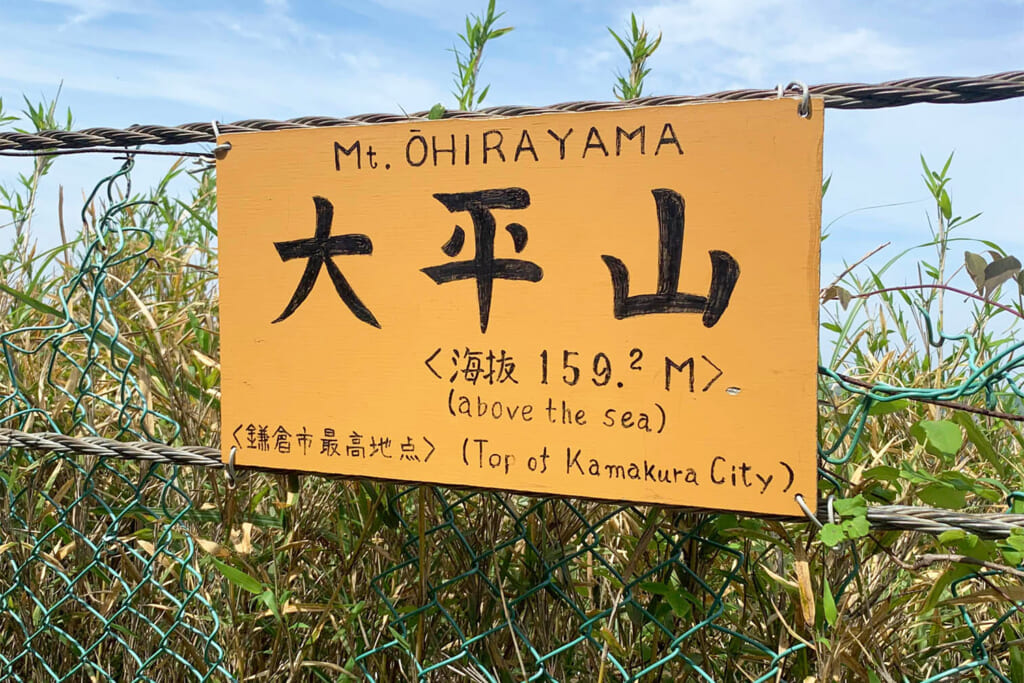 Mt. ŌHIRAYAMA
大平山
<海抜 159.² M>
(above the sea)
<鎌倉市最高地点> (Top of Kamakura City)